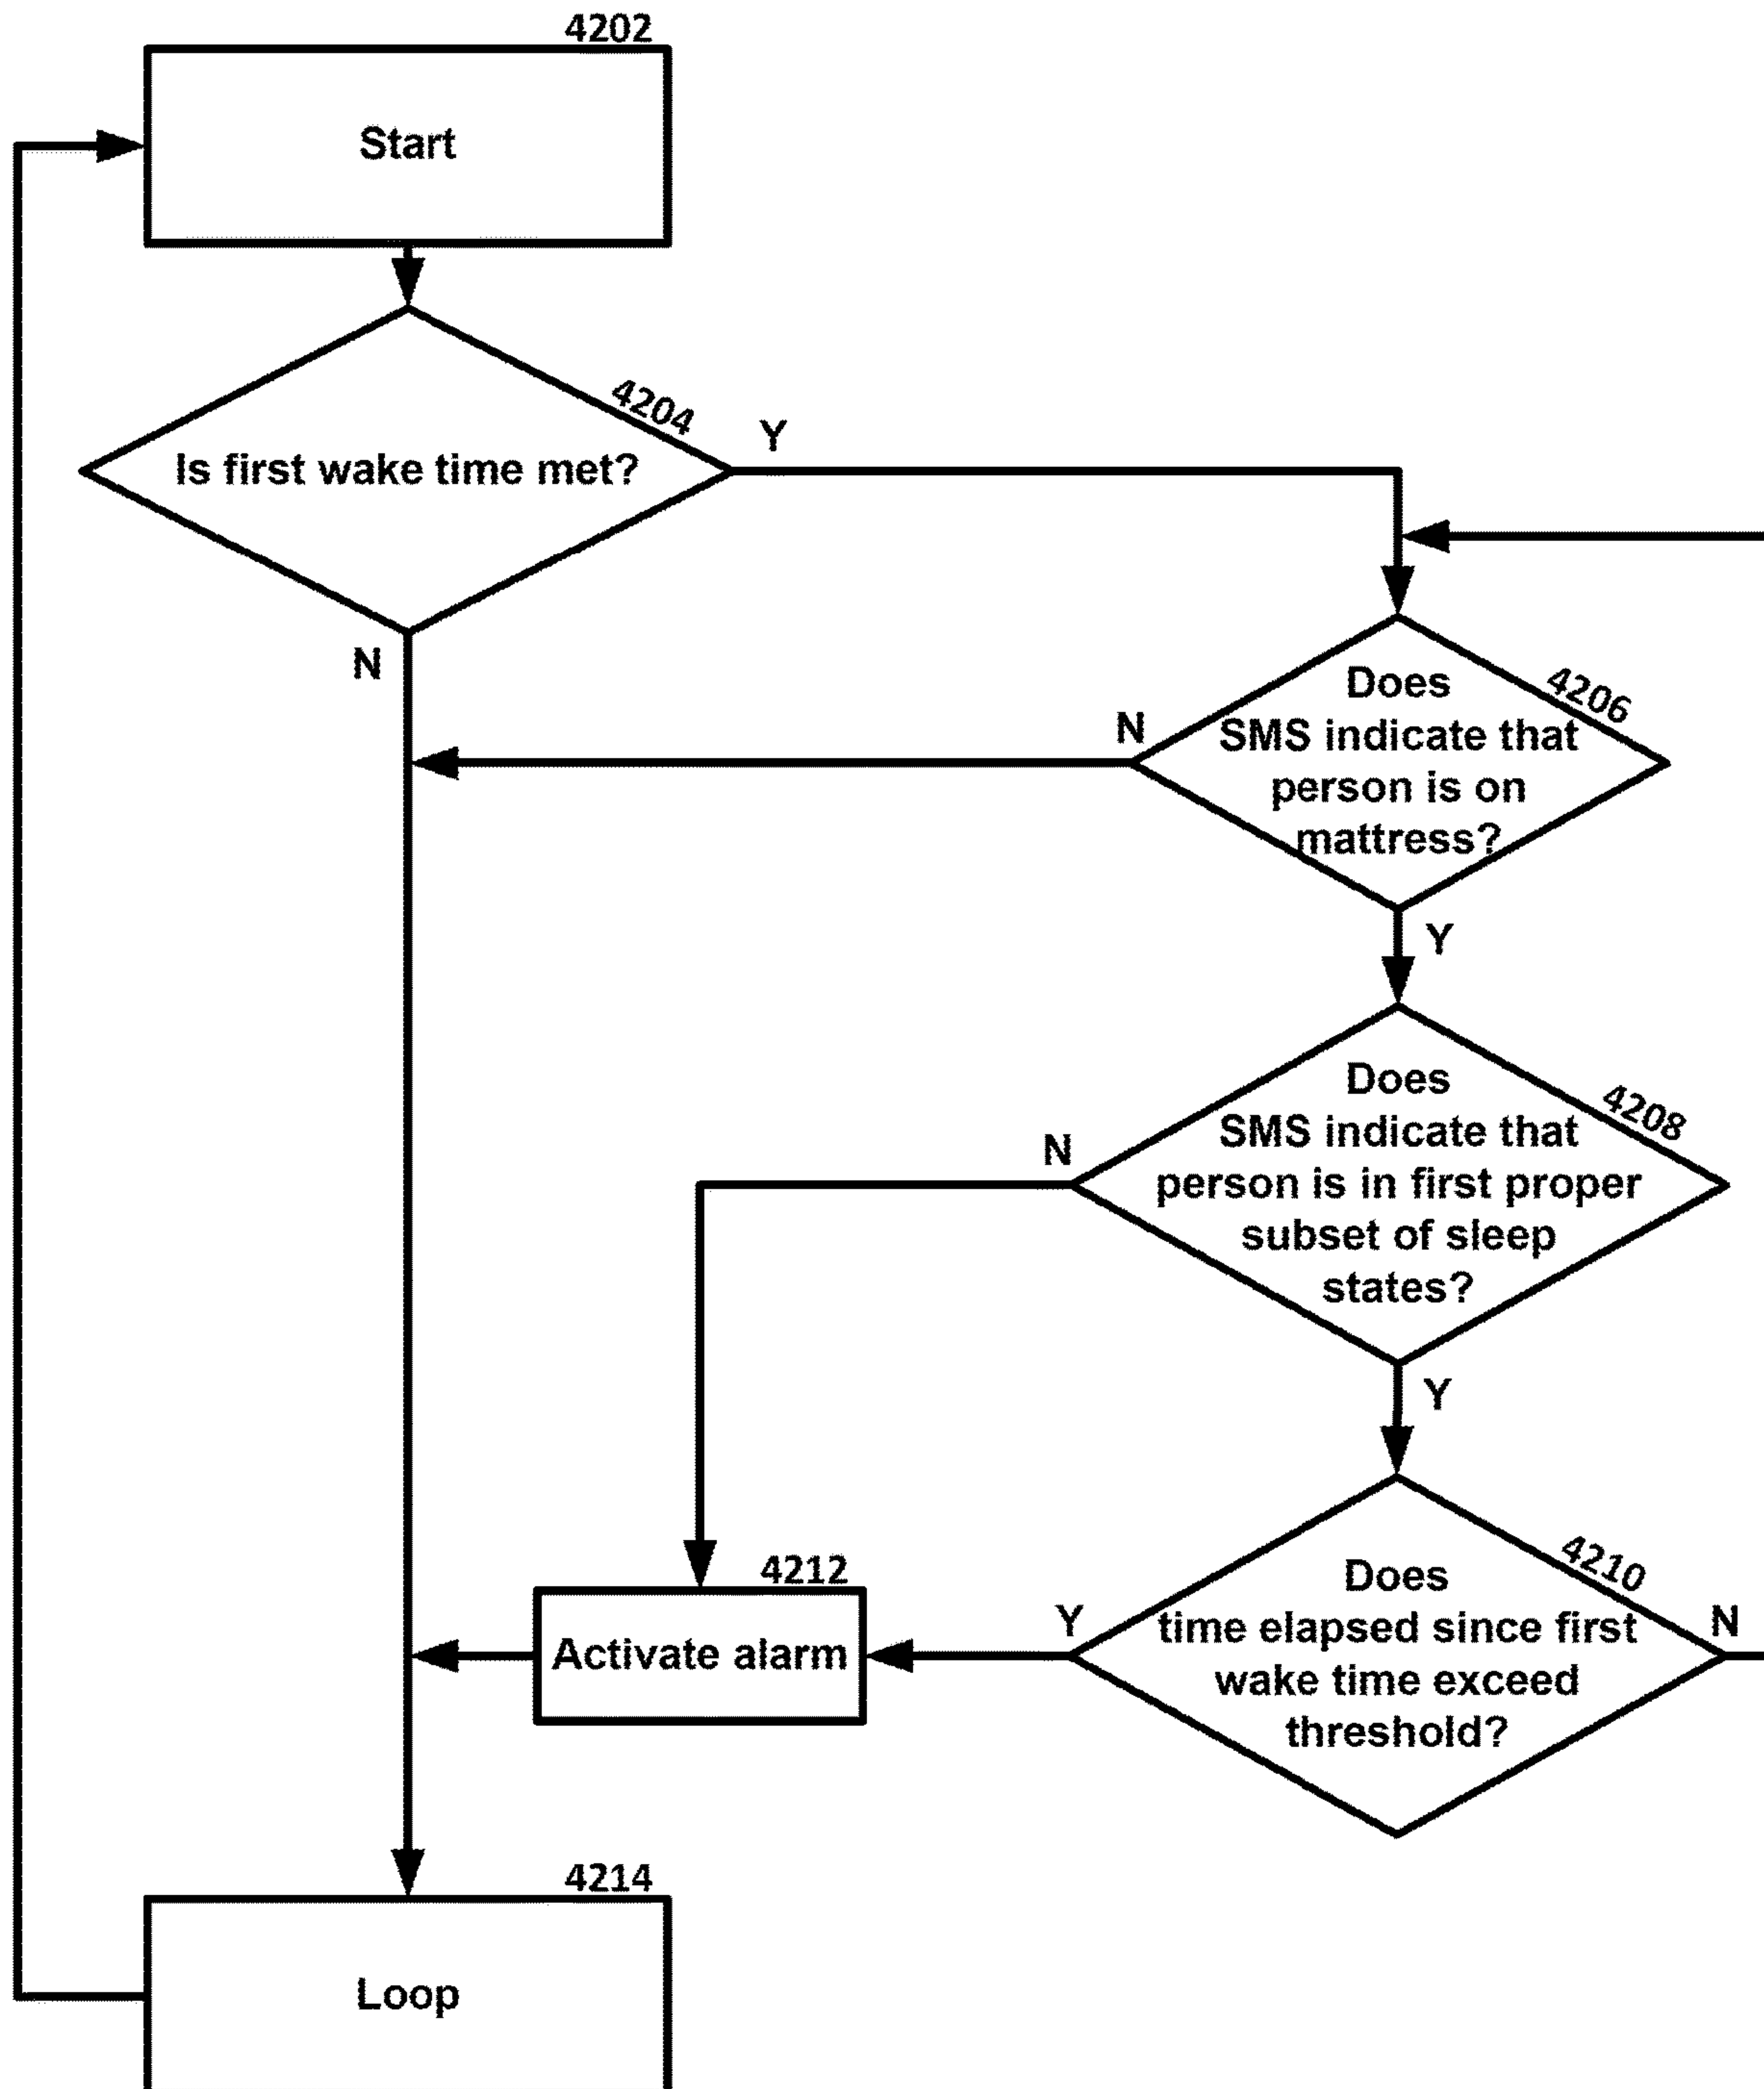 4202
Start
4204
Y
Is first wake time met?
N
4206
Does
SMS indicate that
person is on
mattress?
N
Y
4208
Does
SMS indicate that
person is in first proper
subset of sleep
states?
N
Y
4210
Does
time elapsed since first
wake time exceed
threshold?
Y
N
4212
Activate alarm
4214
Loop